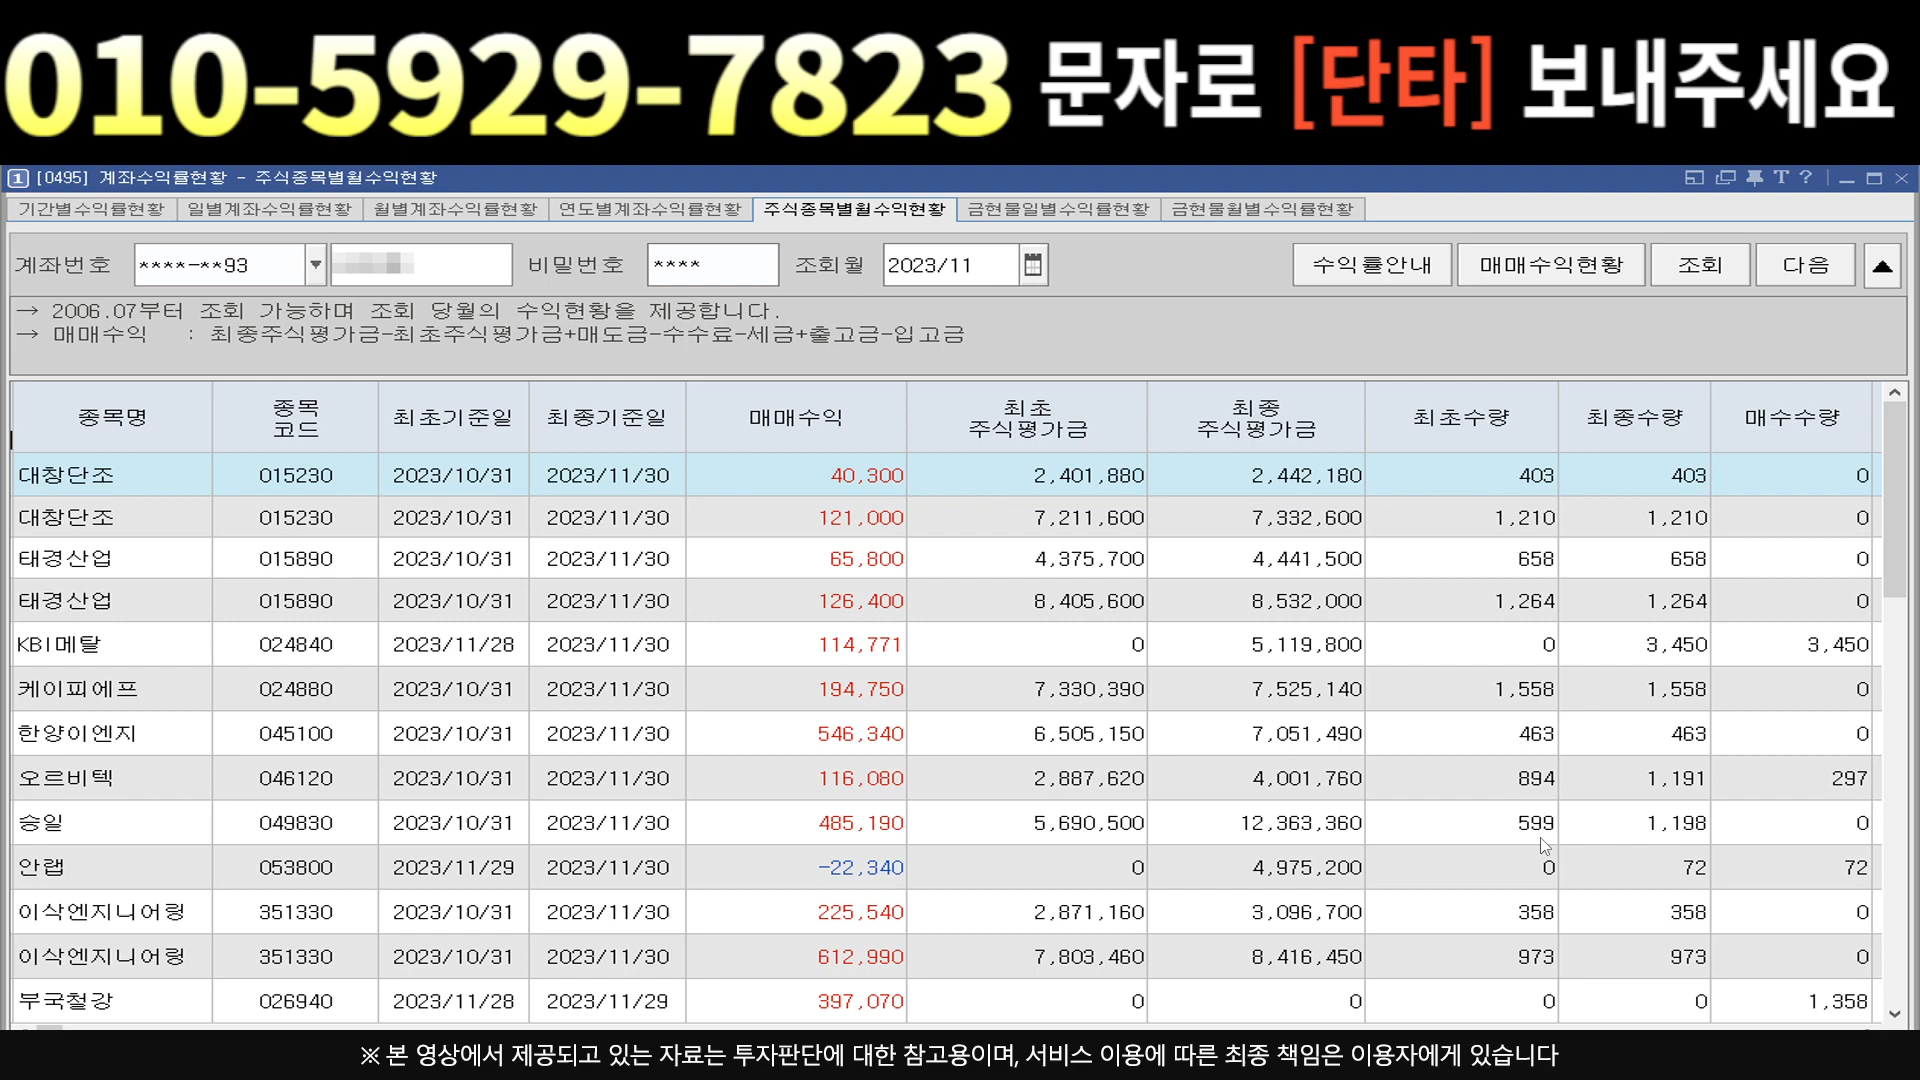 010-5929-7823 문자로 [단타] 보내주세요
1 [0495] 계좌수익률현황 - 주식종목별월수익현황
기간별수익률현황 일별계좌수익률현황 월별계좌수익률현황 연도별계좌수익률현황 주식종목별월수익현황 금현물일별수익률현황 금현물월별수익률현황
계좌번호 ****-**93 비밀번호 **** 조회월 2023/11 수익률안내 매매수익현황 조회 다음 ▲
→ 2006.07부터 조회 가능하며 조회 당월의 수익현황을 제공합니다.
→ 매매수익 : 최종주식평가금-최초주식평가금+매도금-수수료-세금+출고금-입고금
종목명 종목코드 최초기준일 최종기준일 매매수익 최초주식평가금 최종주식평가금 최초수량 최종수량 매수수량
대창단조 015230 2023/10/31 2023/11/30 40,300 2,401,880 2,442,180 403 403 0
대창단조 015230 2023/10/31 2023/11/30 121,000 7,211,600 7,332,600 1,210 1,210 0
태경산업 015890 2023/10/31 2023/11/30 65,800 4,375,700 4,441,500 658 658 0
태경산업 015890 2023/10/31 2023/11/30 126,400 8,405,600 8,532,000 1,264 1,264 0
KBI메탈 024840 2023/11/28 2023/11/30 114,771 0 5,119,800 0 3,450 3,450
케이피에프 024880 2023/10/31 2023/11/30 194,750 7,330,390 7,525,140 1,558 1,558 0
한양이엔지 045100 2023/10/31 2023/11/30 546,340 6,505,150 7,051,490 463 463 0
오르비텍 046120 2023/10/31 2023/11/30 116,080 2,887,620 4,001,760 894 1,191 297
승일 049830 2023/10/31 2023/11/30 485,190 5,690,500 12,363,360 599 1,198 0
안랩 053800 2023/11/29 2023/11/30 -22,340 0 4,975,200 0 72 72
이삭엔지니어링 351330 2023/10/31 2023/11/30 225,540 2,871,160 3,096,700 358 358 0
이삭엔지니어링 351330 2023/10/31 2023/11/30 612,990 7,803,460 8,416,450 973 973 0
부국철강 026940 2023/11/28 2023/11/29 397,070 0 0 0 0 1,358
※ 본 영상에서 제공되고 있는 자료는 투자판단에 대한 참고용이며, 서비스 이용에 따른 최종 책임은 이용자에게 있습니다